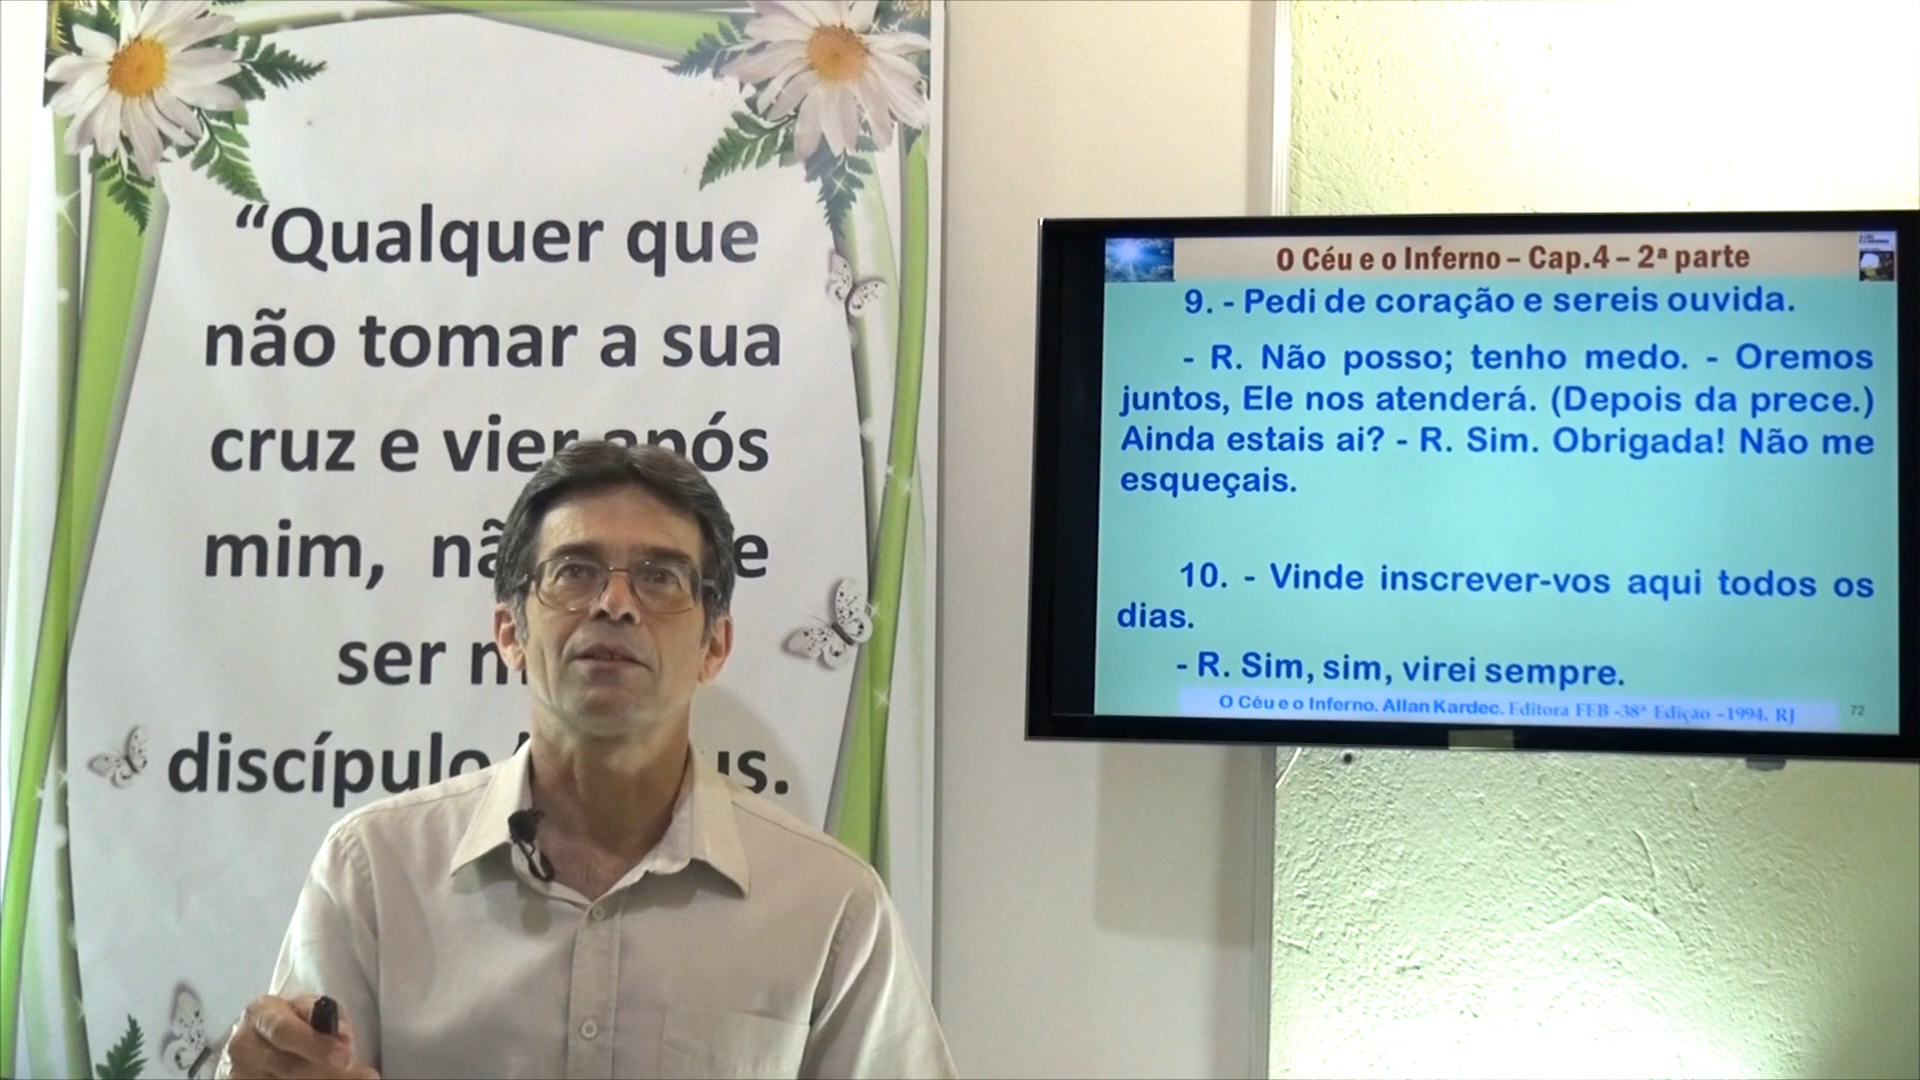 “Qualquer que
não tomar a sua
cruz e vier após
mim, e
ser
discípulo
O Céu e o Inferno – Cap.4 – 2ª parte
9. - Pedi de coração e sereis ouvida.
- R. Não posso; tenho medo. - Oremos
juntos, Ele nos atenderá. (Depois da prece.)
Ainda estais ai? - R. Sim. Obrigada! Não me
esqueçais.
10. - Vinde inscrever-vos aqui todos os
dias.
- R. Sim, sim, virei sempre.
O Céu e o Inferno. Allan Kardec. Editora FEB -38ª Edição –1994. RJ
72